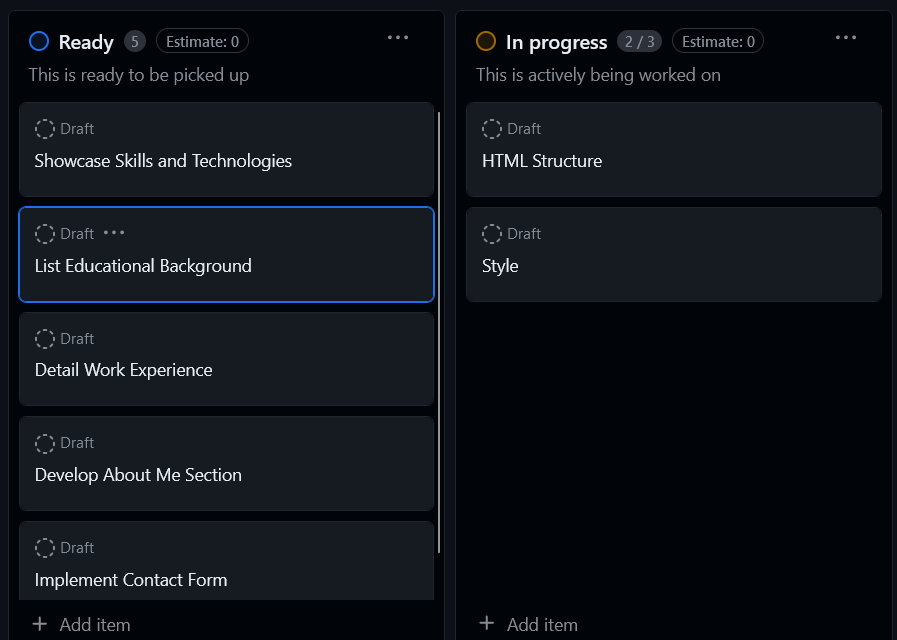 Ready 5 Estimate: 0
This is ready to be picked up
Draft
Showcase Skills and Technologies
Draft
List Educational Background
Draft
Detail Work Experience
Draft
Develop About Me Section
Draft
Implement Contact Form
+ Add item
In progress 2 / 3 Estimate: 0
This is actively being worked on
Draft
HTML Structure
Draft
Style
+ Add item